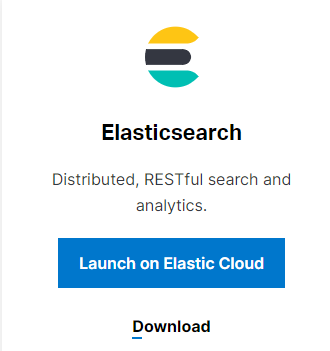 Elasticsearch
Distributed, RESTful search and
analytics.
Launch on Elastic Cloud
Download